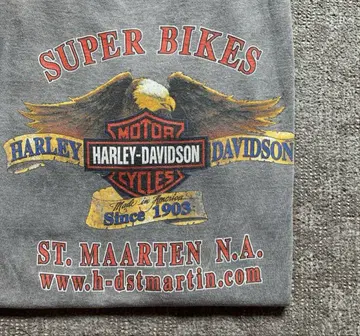 SUPER BIKES
MOTOR
HARLEY HARLEY-DAVIDSON DAVIDSON
CYCLES
Made in America
Since 1903
ST. MAARTEN N.A.
www.h-dstmartin.com